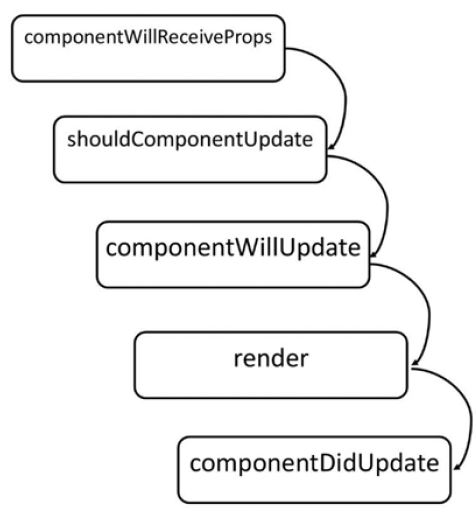 componentWillReceiveProps
shouldComponentUpdate
componentWillUpdate
render
componentDidUpdate